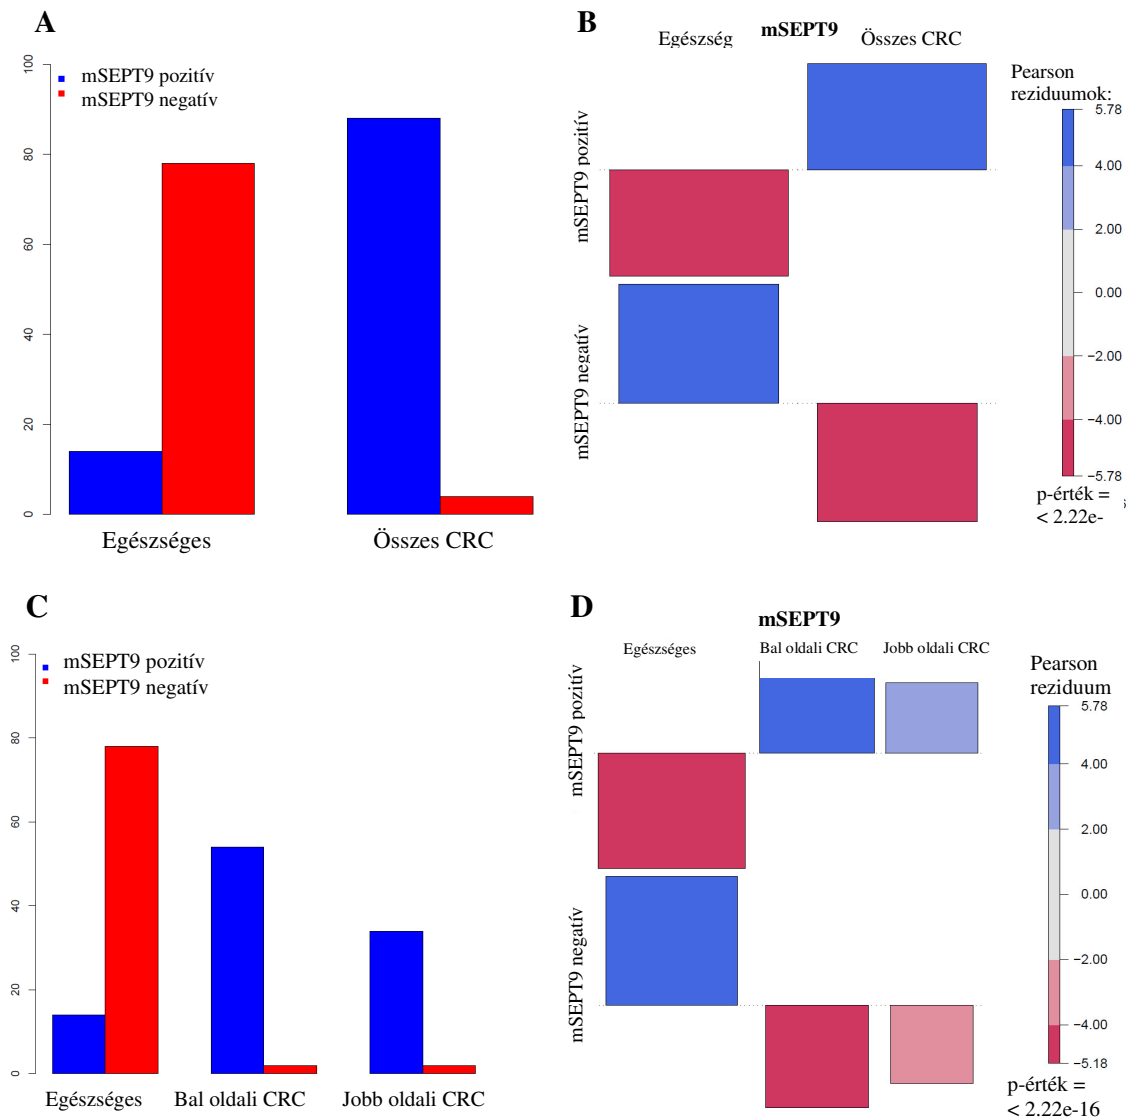 A
100
80
60
40
20
0
mSEPT9 pozitív
mSEPT9 negatív
Egészséges
Összes CRC
B
mSEPT9
Egészség
Összes CRC
mSEPT9 pozitív
mSEPT9 negatív
Pearson
reziduumok:
5.78
4.00
2.00
0.00
−2.00
−4.00
−5.78
p-érték =
< 2.22e-
C
100
80
60
40
20
0
mSEPT9 pozitív
mSEPT9 negatív
Egészséges
Bal oldali CRC
Jobb oldali CRC
D
mSEPT9
Egészséges
Bal oldali CRC
Jobb oldali CRC
mSEPT9 pozitív
mSEPT9 negatív
Pearson
reziduum
5.78
4.00
2.00
0.00
−2.00
−4.00
−5.18
p-érték =
< 2.22e-16